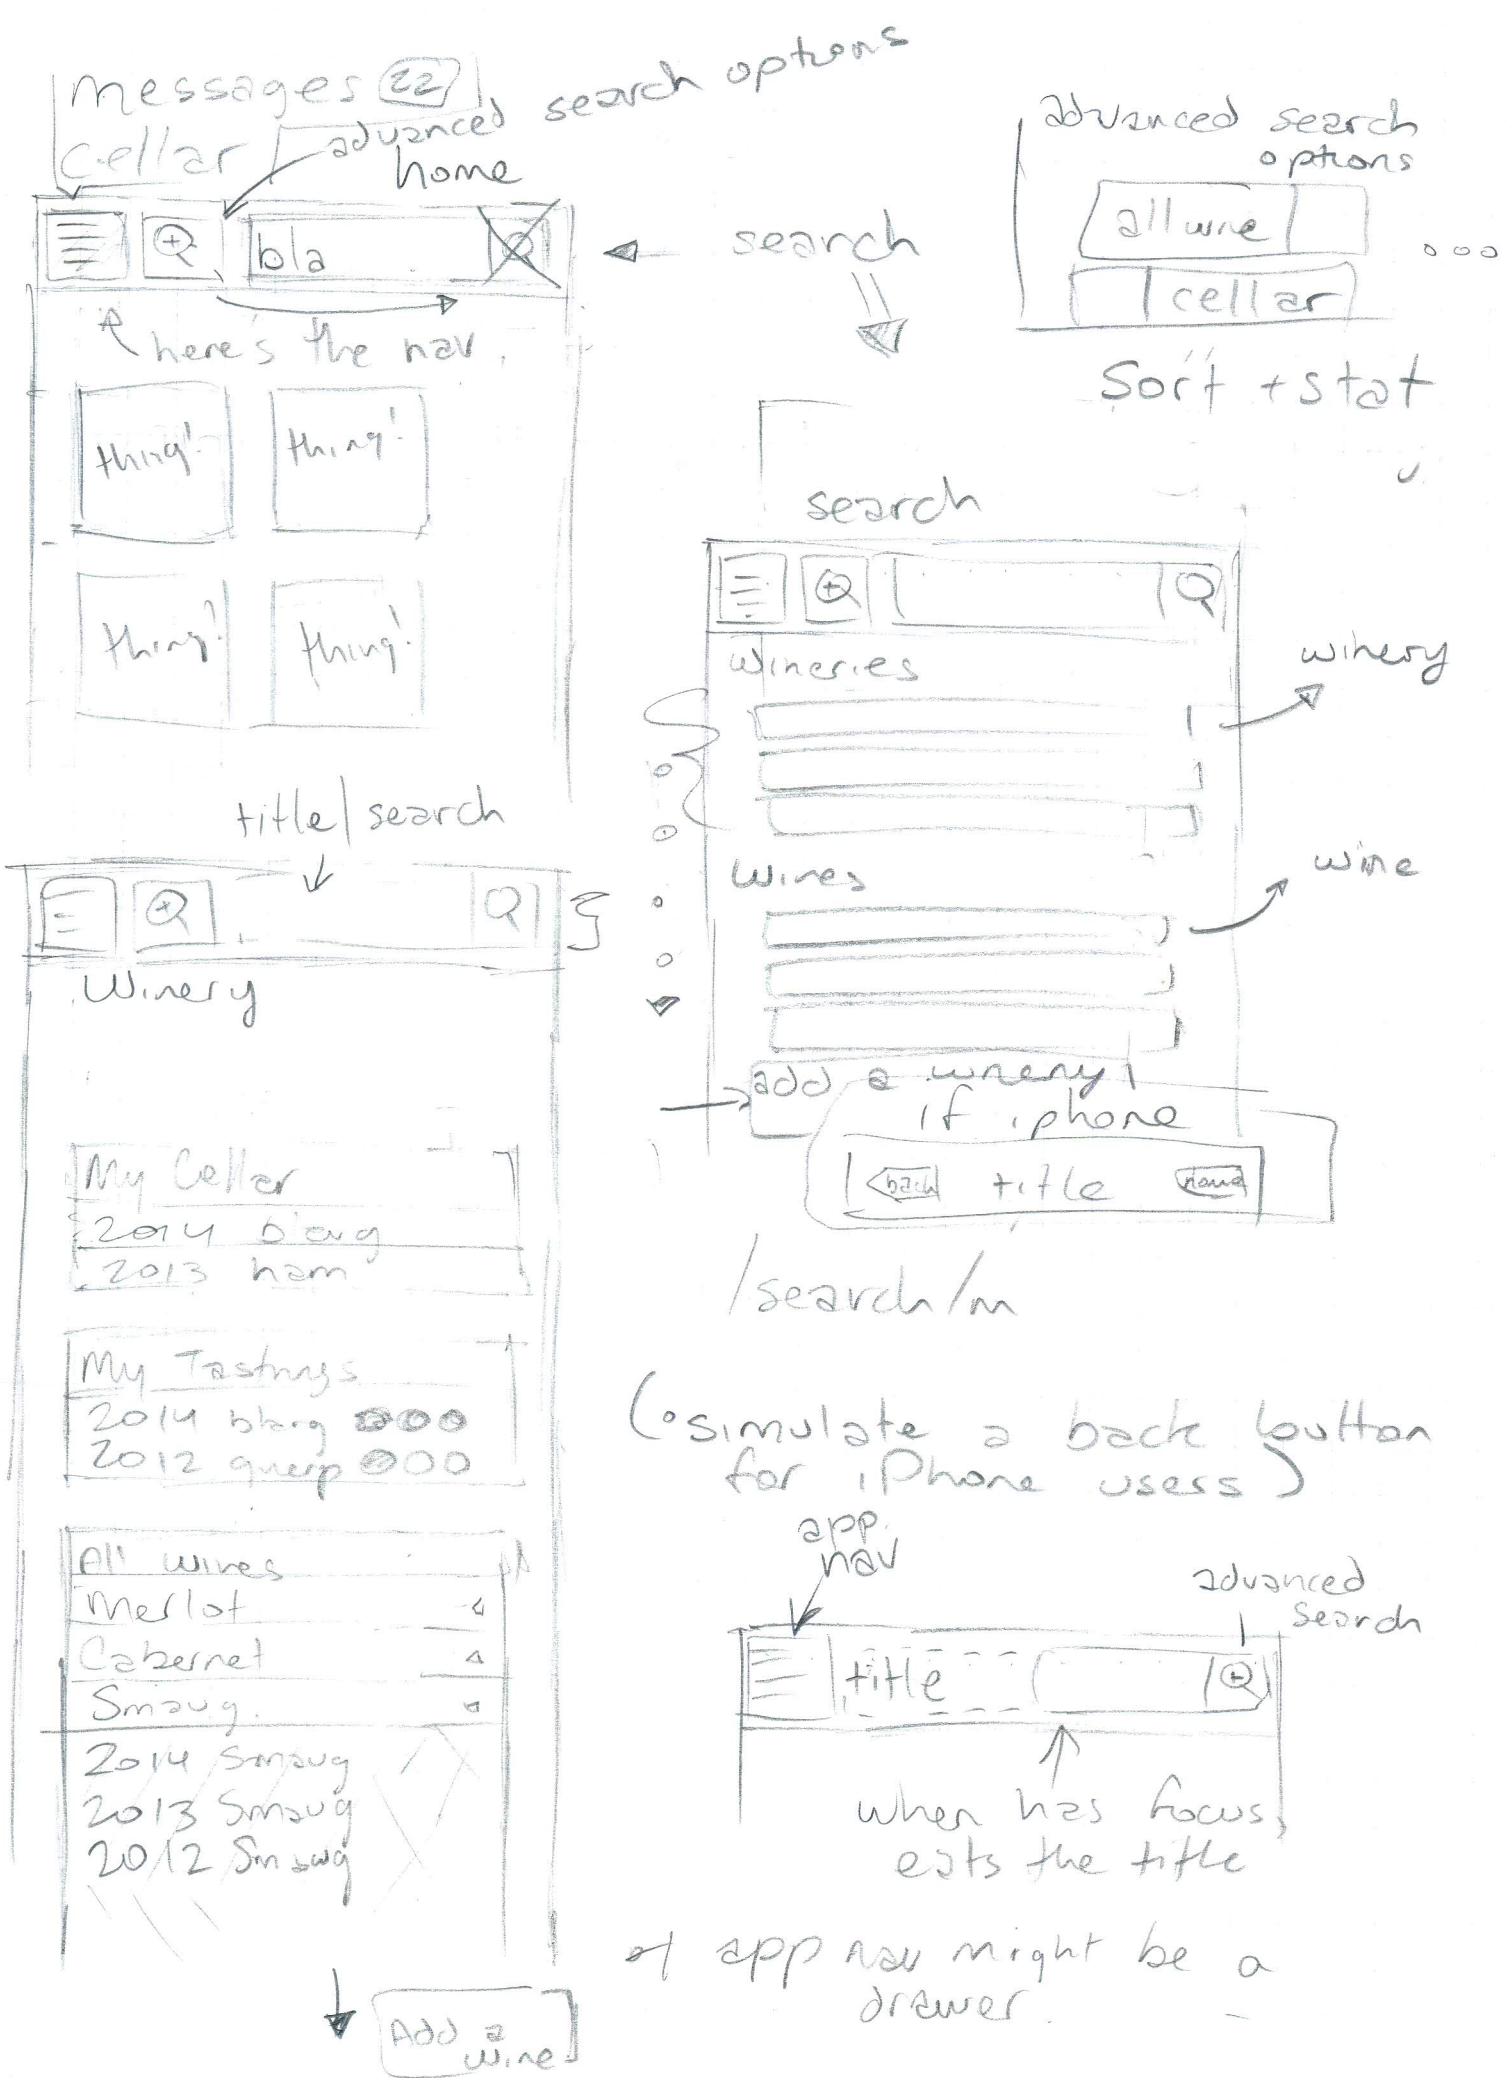 messages 22
cellar
advanced search options
home
bla
search
here's the nav.
thing!
thing!
thing!
thing!
advanced search
options
all wine
cellar
Sort + stat
search
Wineries
winery
Wines
wine
add a winery
if iphone
back title
/search/m
(simulate a back button
for iPhone users)
title/search
Winery
My Cellar
2014 blarg
2013 ham
My Tastings
2014 blarg
2012 querp
All wines
Merlot
Cabernet
Smaug
2014 Smaug
2013 Smaug
2012 Smaug
Add a
wine
app
nav
advanced
search
title
when has focus,
eats the title
app nav might be a
drawer.